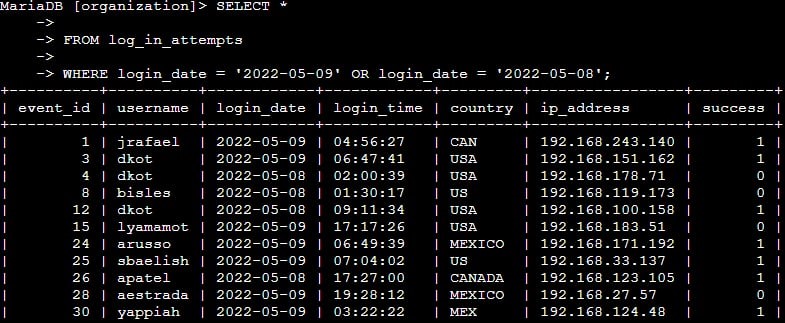 MariaDB [organization]> SELECT *
    ->
    -> FROM log_in_attempts
    ->
    -> WHERE login_date = '2022-05-09' OR login_date = '2022-05-08';
+----------+----------+------------+------------+---------+-----------------+---------+
| event_id | username | login_date | login_time | country | ip_address      | success |
+----------+----------+------------+------------+---------+-----------------+---------+
|        1 | jrafael  | 2022-05-09 | 04:56:27   | CAN     | 192.168.243.140 |       1 |
|        3 | dkot     | 2022-05-09 | 06:47:41   | USA     | 192.168.151.162 |       1 |
|        4 | dkot     | 2022-05-08 | 02:00:39   | USA     | 192.168.178.71  |       0 |
|        8 | bisles   | 2022-05-08 | 01:30:17   | US      | 192.168.119.173 |       0 |
|       12 | dkot     | 2022-05-08 | 09:11:34   | USA     | 192.168.100.158 |       1 |
|       15 | lyamamot | 2022-05-09 | 17:17:26   | USA     | 192.168.183.51  |       0 |
|       24 | arusso   | 2022-05-09 | 06:49:39   | MEXICO  | 192.168.171.192 |       1 |
|       25 | sbaelish | 2022-05-09 | 07:04:02   | US      | 192.168.33.137  |       1 |
|       26 | apatel   | 2022-05-08 | 17:27:00   | CANADA  | 192.168.123.105 |       1 |
|       28 | aestrada | 2022-05-09 | 19:28:12   | MEXICO  | 192.168.27.57   |       0 |
|       30 | yappiah  | 2022-05-09 | 03:22:22   | MEX     | 192.168.124.48  |       1 |